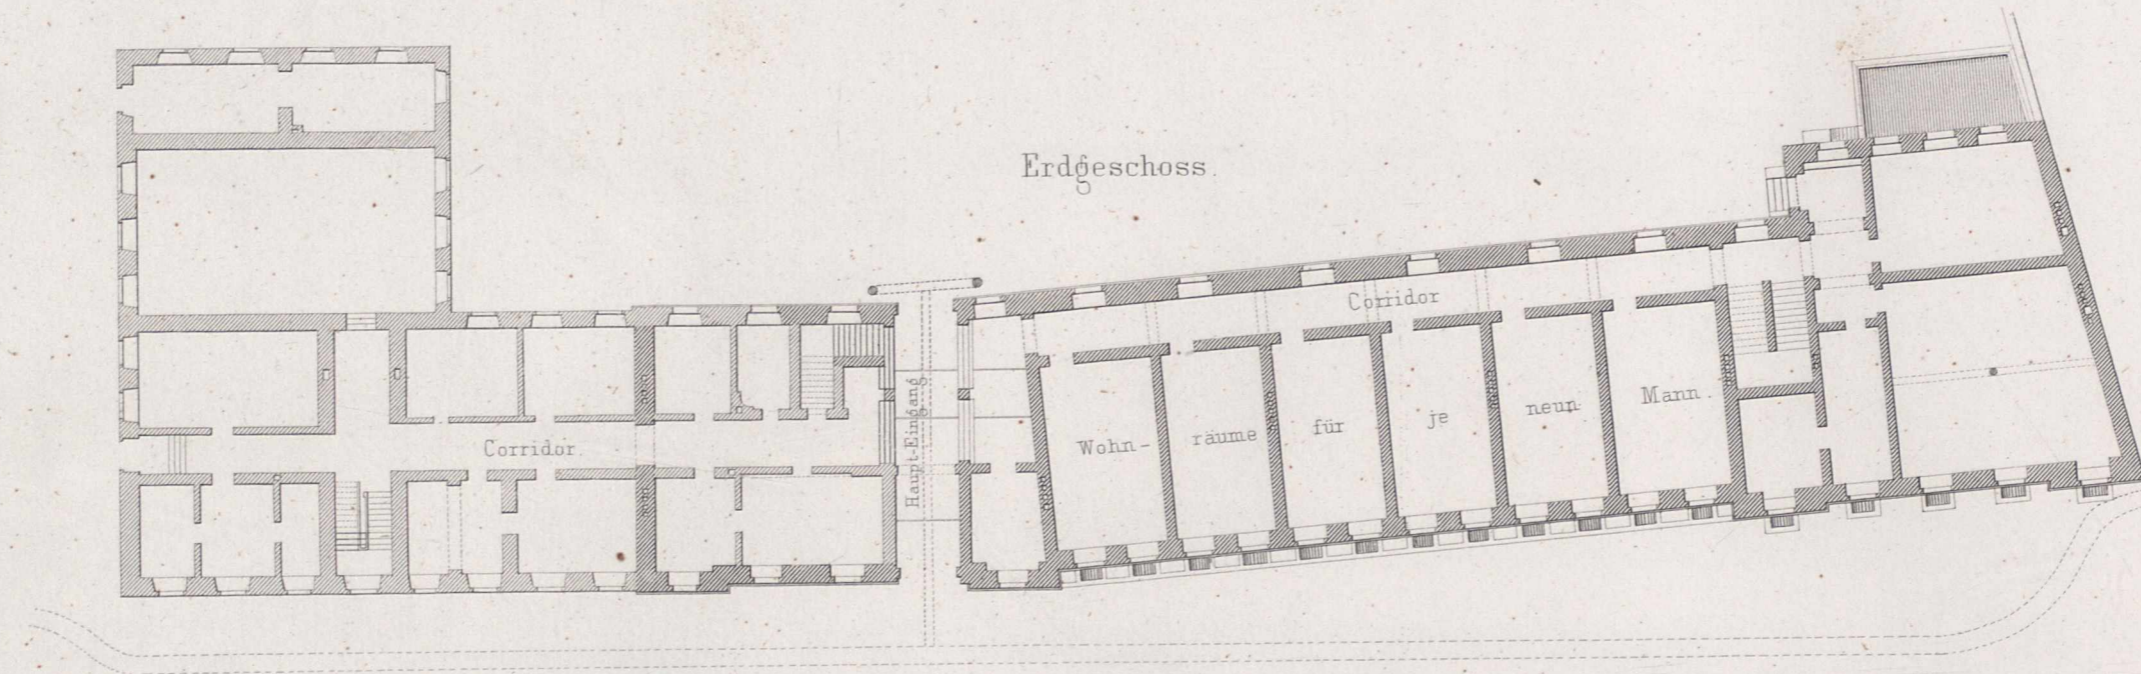 Erdgeschoss.
Corridor
Corridor.
Haupt-Eingang
Wohn- räume für je neun Mann.